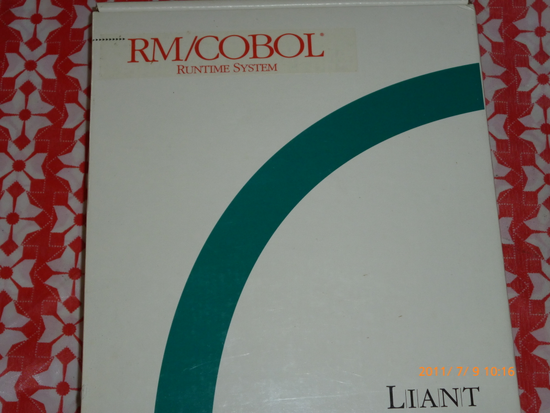 RM/COBOL®
RUNTIME SYSTEM
2011/ 7/ 9 10:16
LIANT